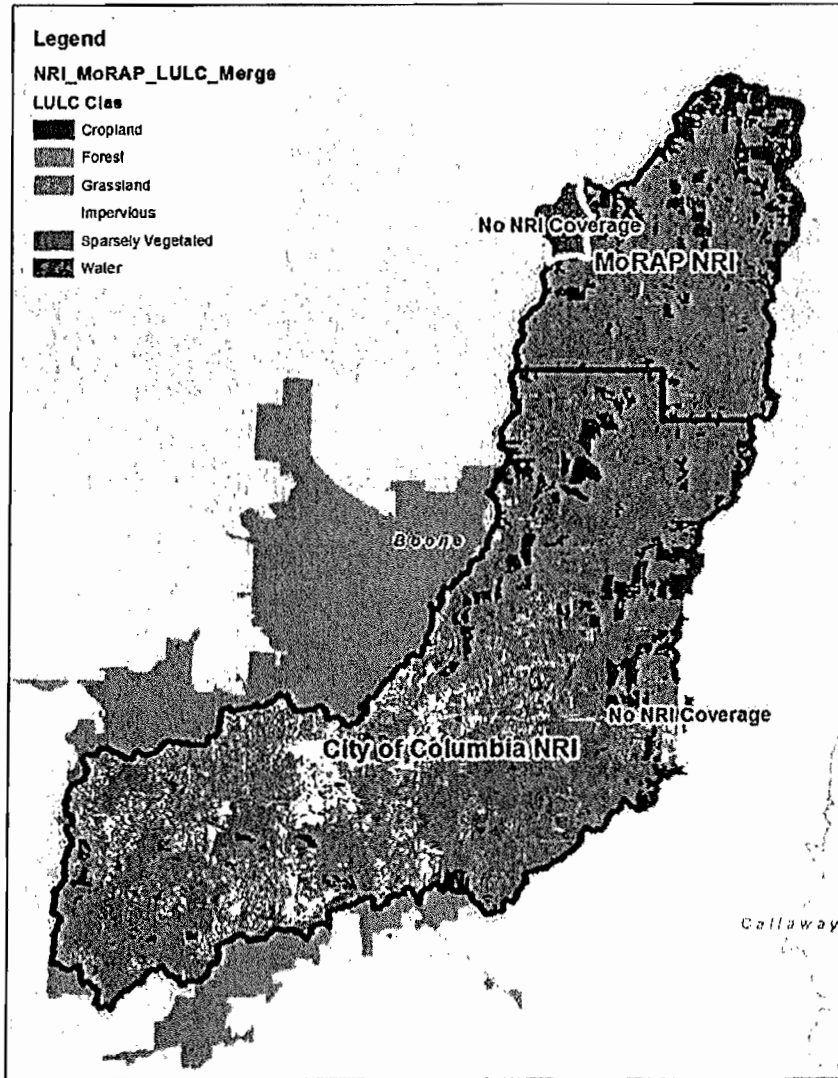 Legend
NRI_MoRAP_LULC_Merge
LULC Clas
Cropland
Forest
Grassland
Impervious
Sparsely Vegetated
Water
No NRI Coverage
MoRAP NRI
Boone
No NRI Coverage
City of Columbia NRI
Callaway